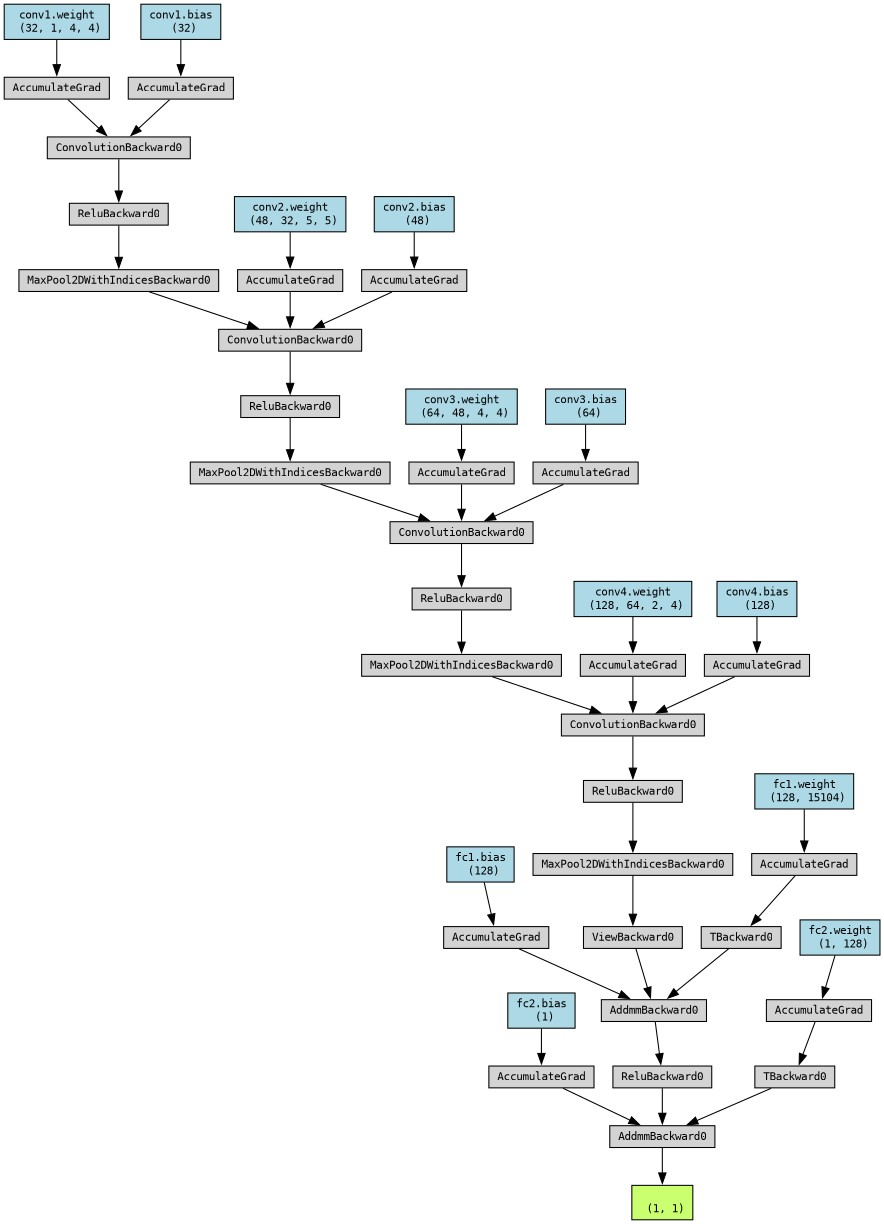 conv1.weight
(32, 1, 4, 4)
conv1.bias
(32)
AccumulateGrad
AccumulateGrad
ConvolutionBackward0
ReluBackward0
conv2.weight
(48, 32, 5, 5)
conv2.bias
(48)
MaxPool2DWithIndicesBackward0
AccumulateGrad
AccumulateGrad
ConvolutionBackward0
ReluBackward0
conv3.weight
(64, 48, 4, 4)
conv3.bias
(64)
MaxPool2DWithIndicesBackward0
AccumulateGrad
AccumulateGrad
ConvolutionBackward0
ReluBackward0
conv4.weight
(128, 64, 2, 4)
conv4.bias
(128)
MaxPool2DWithIndicesBackward0
AccumulateGrad
AccumulateGrad
ConvolutionBackward0
ReluBackward0
fc1.weight
(128, 15104)
fc1.bias
(128)
MaxPool2DWithIndicesBackward0
AccumulateGrad
AccumulateGrad
ViewBackward0
TBackward0
fc2.weight
(1, 128)
fc2.bias
(1)
AddmmBackward0
AccumulateGrad
AccumulateGrad
ReluBackward0
TBackward0
AddmmBackward0
(1, 1)